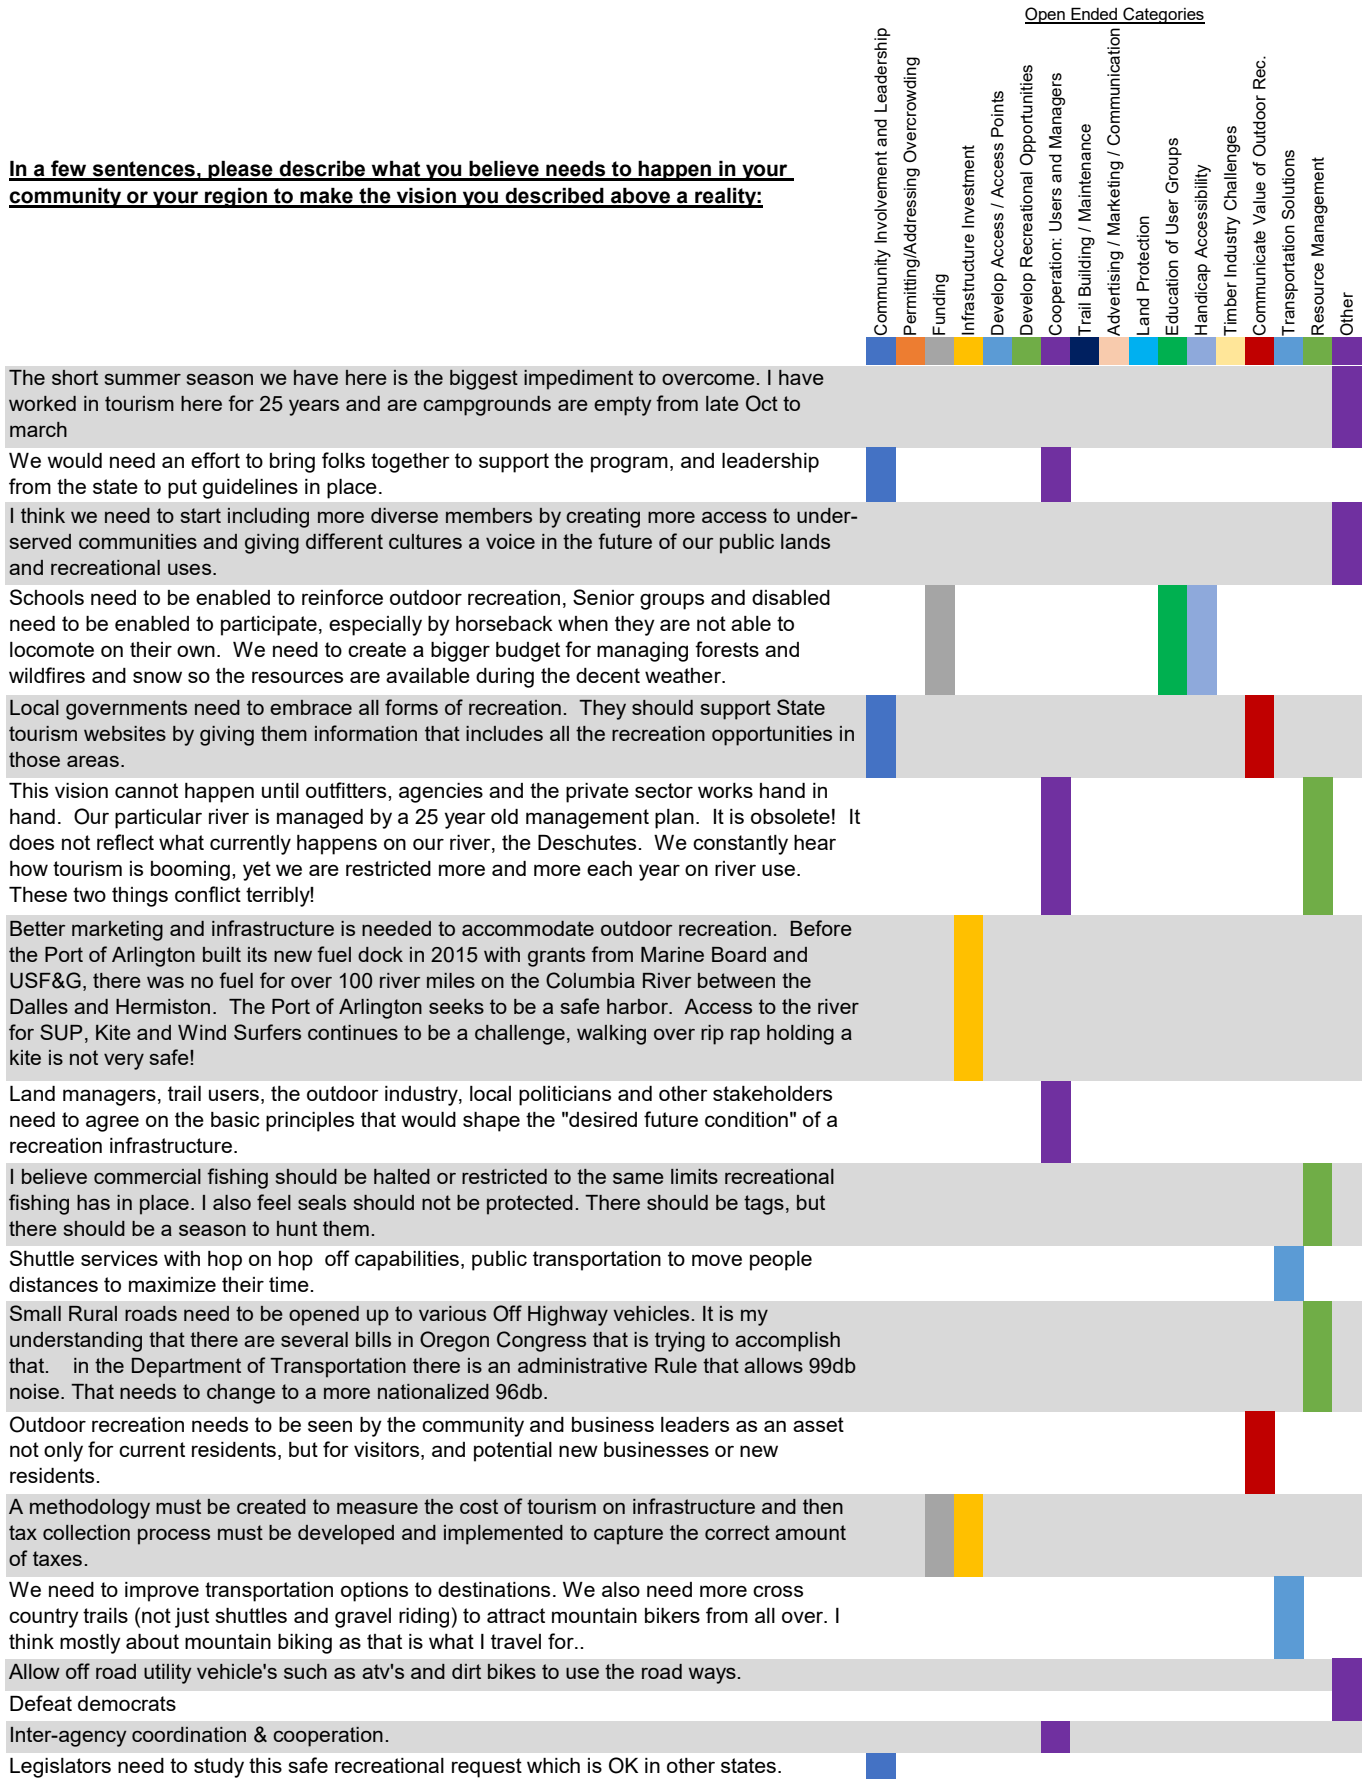 Open Ended Categories
In a few sentences, please describe what you believe needs to happen in your
community or your region to make the vision you described above a reality:
Community Involvement and Leadership
Permitting/Addressing Overcrowding
Funding
Infrastructure Investment
Develop Access / Access Points
Develop Recreational Opportunities
Cooperation: Users and Managers
Trail Building / Maintenance
Advertising / Marketing / Communication
Land Protection
Education of User Groups
Handicap Accessibility
Timber Industry Challenges
Communicate Value of Outdoor Rec.
Transportation Solutions
Resource Management
Other
The short summer season we have here is the biggest impediment to overcome. I have
worked in tourism here for 25 years and are campgrounds are empty from late Oct to
march
We would need an effort to bring folks together to support the program, and leadership
from the state to put guidelines in place.
I think we need to start including more diverse members by creating more access to under-
served communities and giving different cultures a voice in the future of our public lands
and recreational uses.
Schools need to be enabled to reinforce outdoor recreation, Senior groups and disabled
need to be enabled to participate, especially by horseback when they are not able to
locomote on their own.  We need to create a bigger budget for managing forests and
wildfires and snow so the resources are available during the decent weather.
Local governments need to embrace all forms of recreation.  They should support State
tourism websites by giving them information that includes all the recreation opportunities in
those areas.
This vision cannot happen until outfitters, agencies and the private sector works hand in
hand.  Our particular river is managed by a 25 year old management plan.  It is obsolete!  It
does not reflect what currently happens on our river, the Deschutes.  We constantly hear
how tourism is booming, yet we are restricted more and more each year on river use.
These two things conflict terribly!
Better marketing and infrastructure is needed to accommodate outdoor recreation.  Before
the Port of Arlington built its new fuel dock in 2015 with grants from Marine Board and
USF&G, there was no fuel for over 100 river miles on the Columbia River between the
Dalles and Hermiston.  The Port of Arlington seeks to be a safe harbor.  Access to the river
for SUP, Kite and Wind Surfers continues to be a challenge, walking over rip rap holding a
kite is not very safe!
Land managers, trail users, the outdoor industry, local politicians and other stakeholders
need to agree on the basic principles that would shape the "desired future condition" of a
recreation infrastructure.
I believe commercial fishing should be halted or restricted to the same limits recreational
fishing has in place. I also feel seals should not be protected. There should be tags, but
there should be a season to hunt them.
Shuttle services with hop on hop  off capabilities, public transportation to move people
distances to maximize their time.
Small Rural roads need to be opened up to various Off Highway vehicles. It is my
understanding that there are several bills in Oregon Congress that is trying to accomplish
that.    in the Department of Transportation there is an administrative Rule that allows 99db
noise. That needs to change to a more nationalized 96db.
Outdoor recreation needs to be seen by the community and business leaders as an asset
not only for current residents, but for visitors, and potential new businesses or new
residents.
A methodology must be created to measure the cost of tourism on infrastructure and then
tax collection process must be developed and implemented to capture the correct amount
of taxes.
We need to improve transportation options to destinations. We also need more cross
country trails (not just shuttles and gravel riding) to attract mountain bikers from all over. I
think mostly about mountain biking as that is what I travel for..
Allow off road utility vehicle's such as atv's and dirt bikes to use the road ways.
Defeat democrats
Inter-agency coordination & cooperation.
Legislators need to study this safe recreational request which is OK in other states.